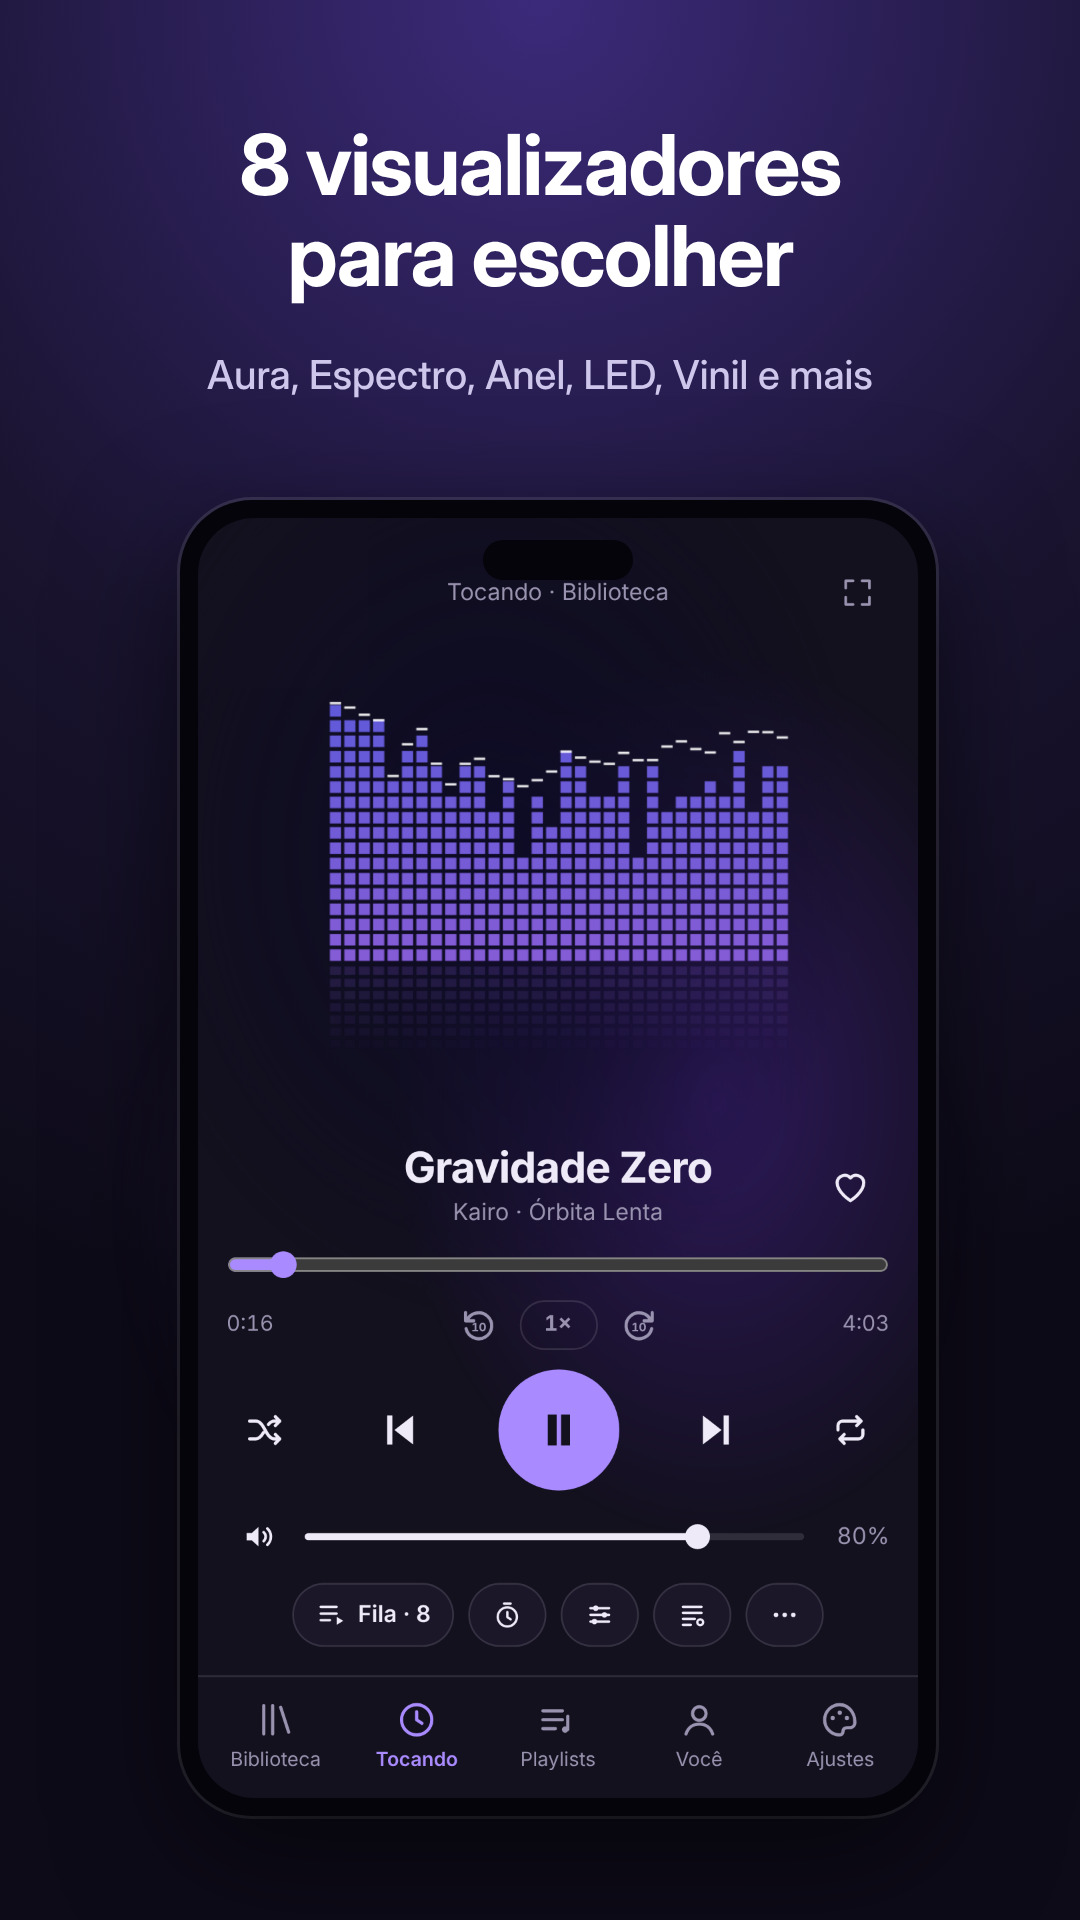 8 visualizadores
para escolher
Aura, Espectro, Anel, LED, Vinil e mais
Tocando · Biblioteca
Gravidade Zero
Kairo · Órbita Lenta
0:16
10
1×
10
4:03
80%
Fila · 8
Biblioteca
Tocando
Playlists
Você
Ajustes